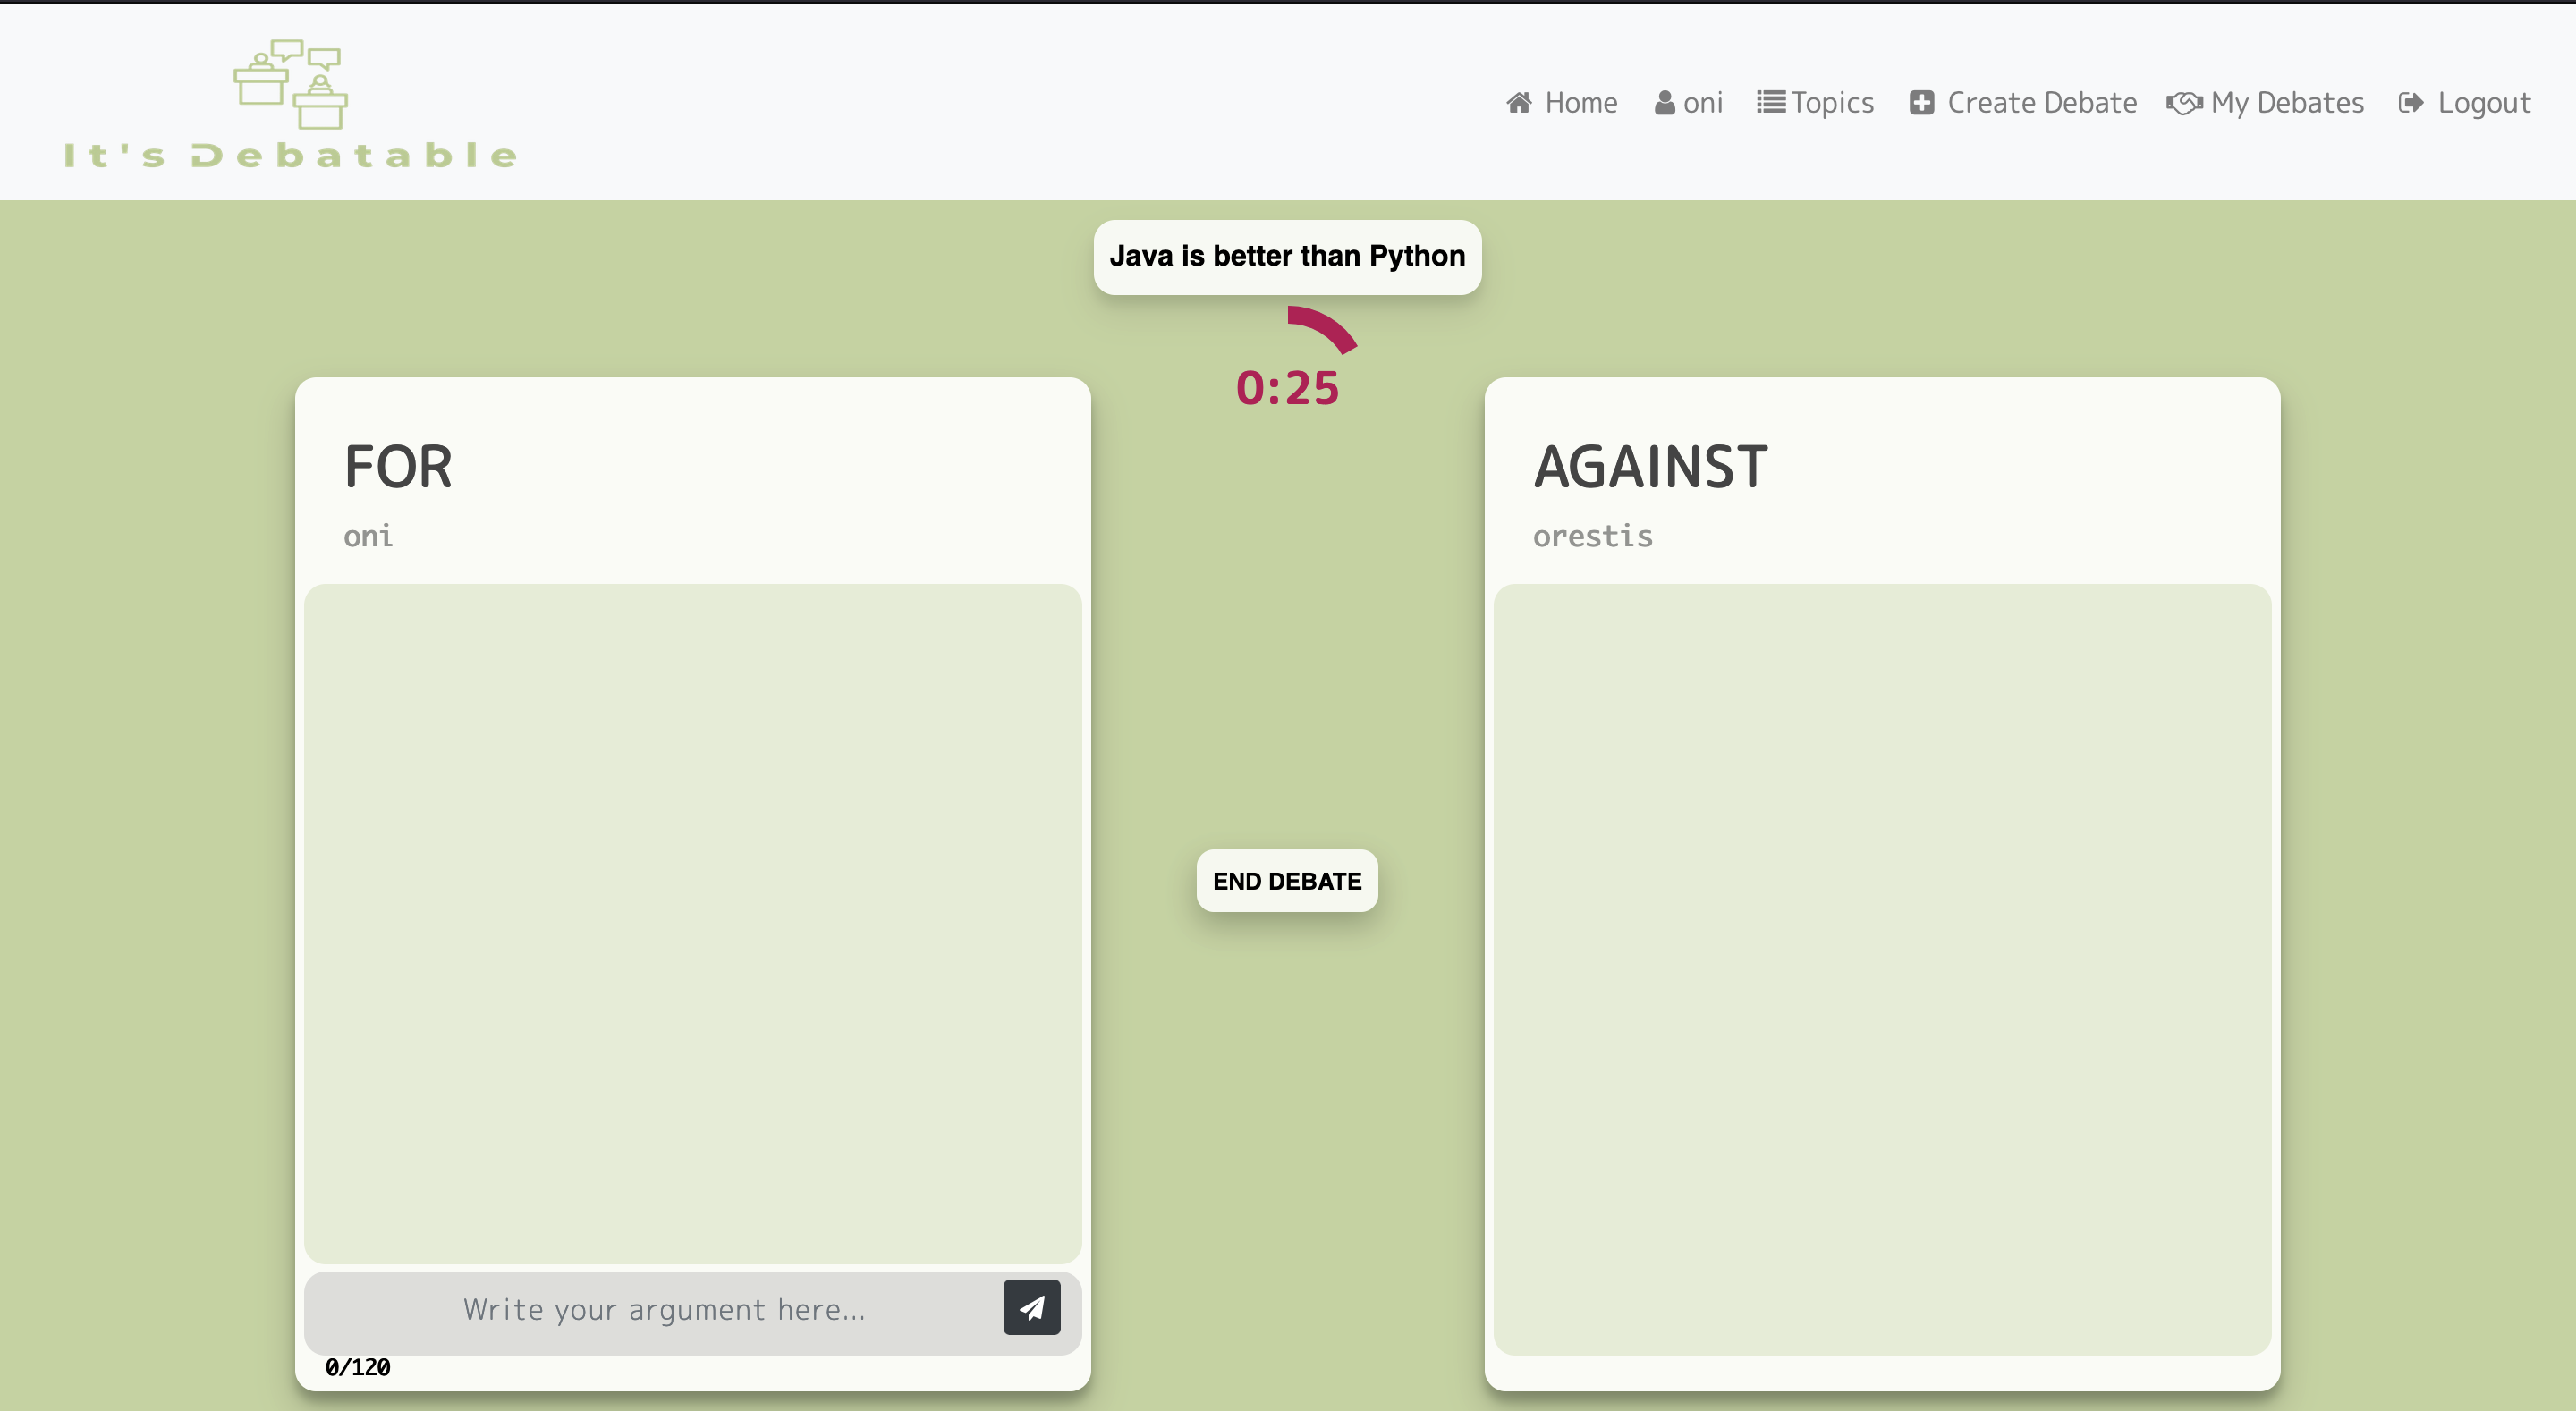 It's Debatable
Home oni Topics Create Debate My Debates Logout
Java is better than Python
0:25
FOR
oni
Write your argument here...
0/120
END DEBATE
AGAINST
orestis